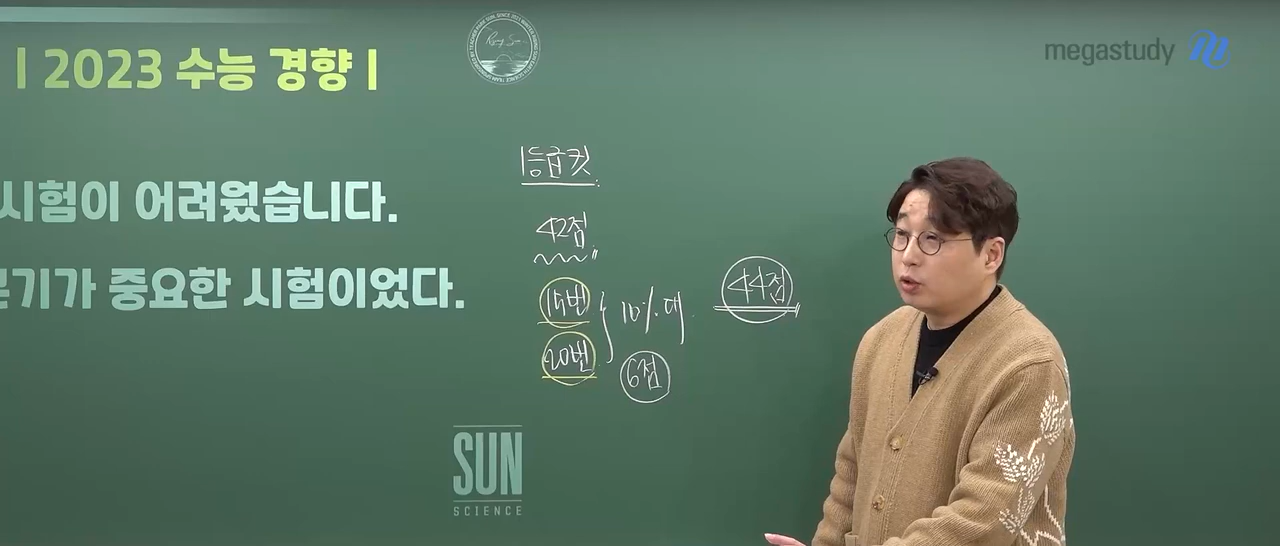 | 2023 수능 경향 |
megastudy
시험이 어려웠습니다.
기가 중요한 시험이었다.
1등급컷
42점
15번
20번
10%대
6점
44점
SUN
SCIENCE